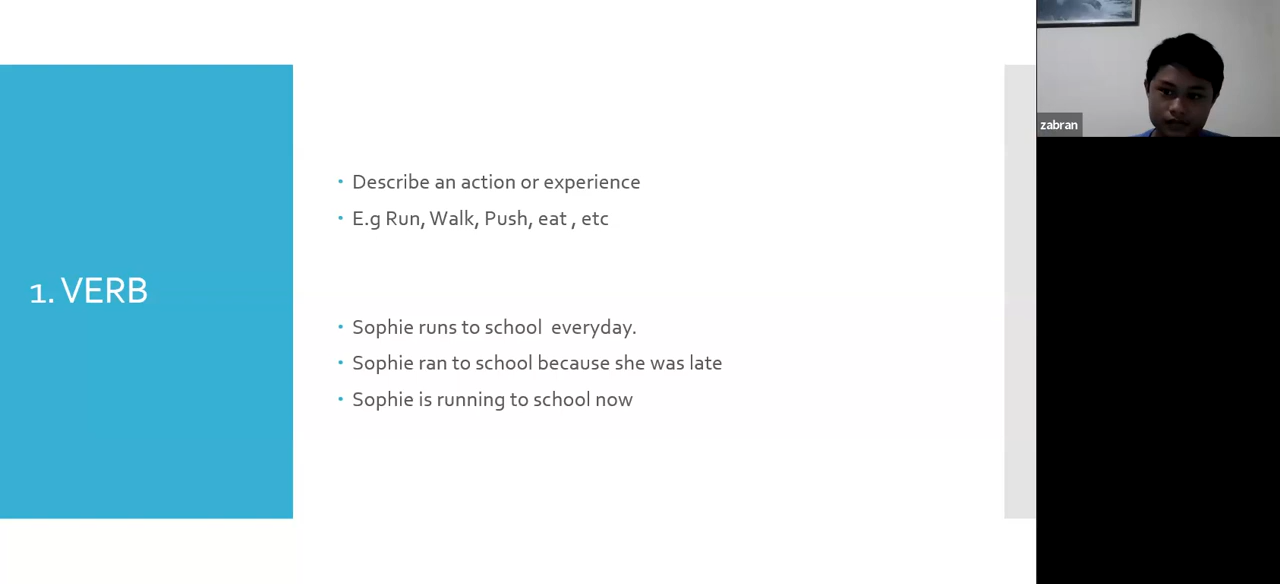 1. VERB
Describe an action or experience
E.g Run, Walk, Push, eat , etc
Sophie runs to school  everyday.
Sophie ran to school because she was late
Sophie is running to school now
zabran